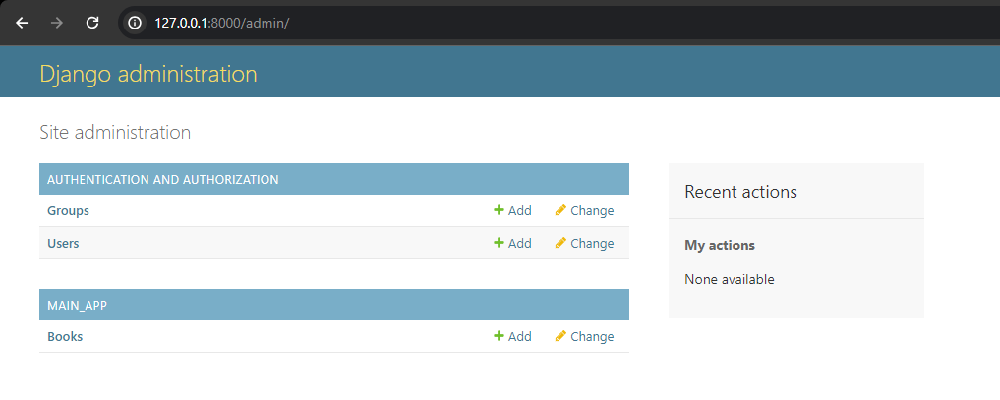 127.0.0.1:8000/admin/
Django administration
Site administration
AUTHENTICATION AND AUTHORIZATION
Groups Add Change
Users Add Change
MAIN_APP
Books Add Change
Recent actions
My actions
None available